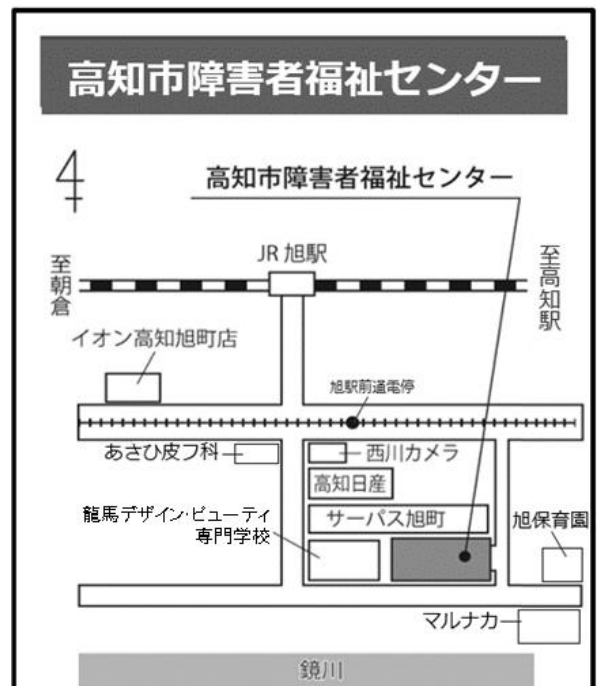 高知市障害者福祉センター
高知市障害者福祉センター
JR 旭駅
至朝倉
至高知駅
イオン高知旭町店
旭駅前通電停
あさひ皮フ科
西川カメラ
高知日産
龍馬デザイン・ビューティ
専門学校
サーパス旭町
旭保育園
マルナカ
鏡川